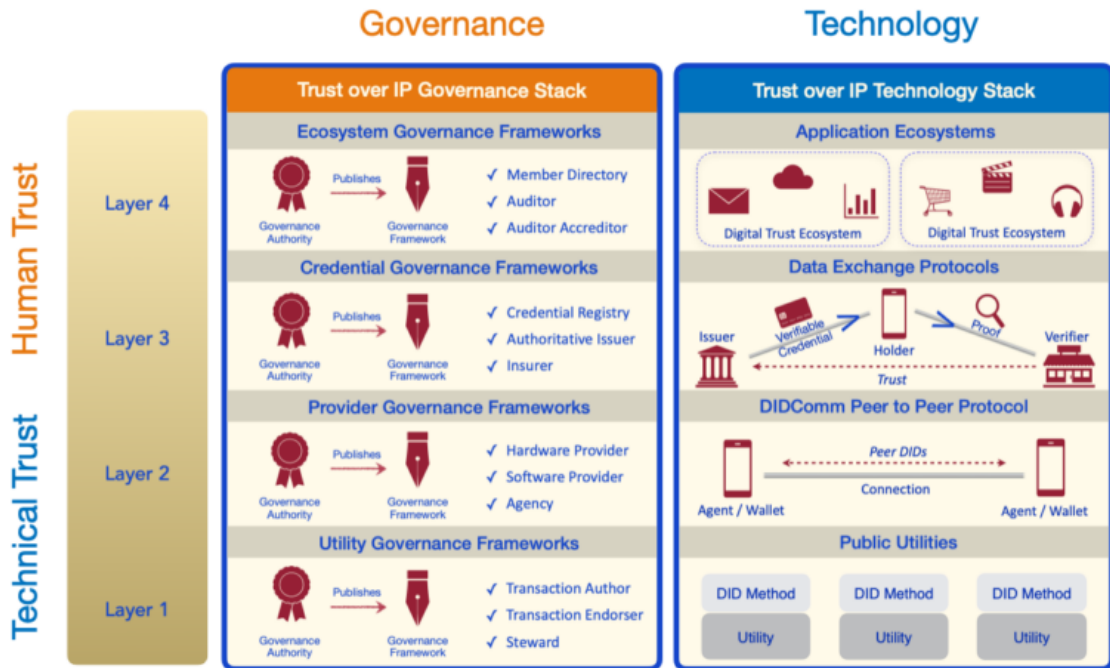 Governance
Technology
Human Trust
Technical Trust
Layer 4
Layer 3
Layer 2
Layer 1
Trust over IP Governance Stack
Ecosystem Governance Frameworks
Publishes
Governance
Authority
Governance
Framework
✓ Member Directory
✓ Auditor
✓ Auditor Accreditor
Credential Governance Frameworks
Publishes
Governance
Authority
Governance
Framework
✓ Credential Registry
✓ Authoritative Issuer
✓ Insurer
Provider Governance Frameworks
Publishes
Governance
Authority
Governance
Framework
✓ Hardware Provider
✓ Software Provider
✓ Agency
Utility Governance Frameworks
Publishes
Governance
Authority
Governance
Framework
✓ Transaction Author
✓ Transaction Endorser
✓ Steward
Trust over IP Technology Stack
Application Ecosystems
Digital Trust Ecosystem
Digital Trust Ecosystem
Data Exchange Protocols
Issuer
Verifiable
Credential
Holder
Proof
Verifier
Trust
DIDComm Peer to Peer Protocol
Peer DIDs
Connection
Agent / Wallet
Agent / Wallet
Public Utilities
DID Method
DID Method
DID Method
Utility
Utility
Utility